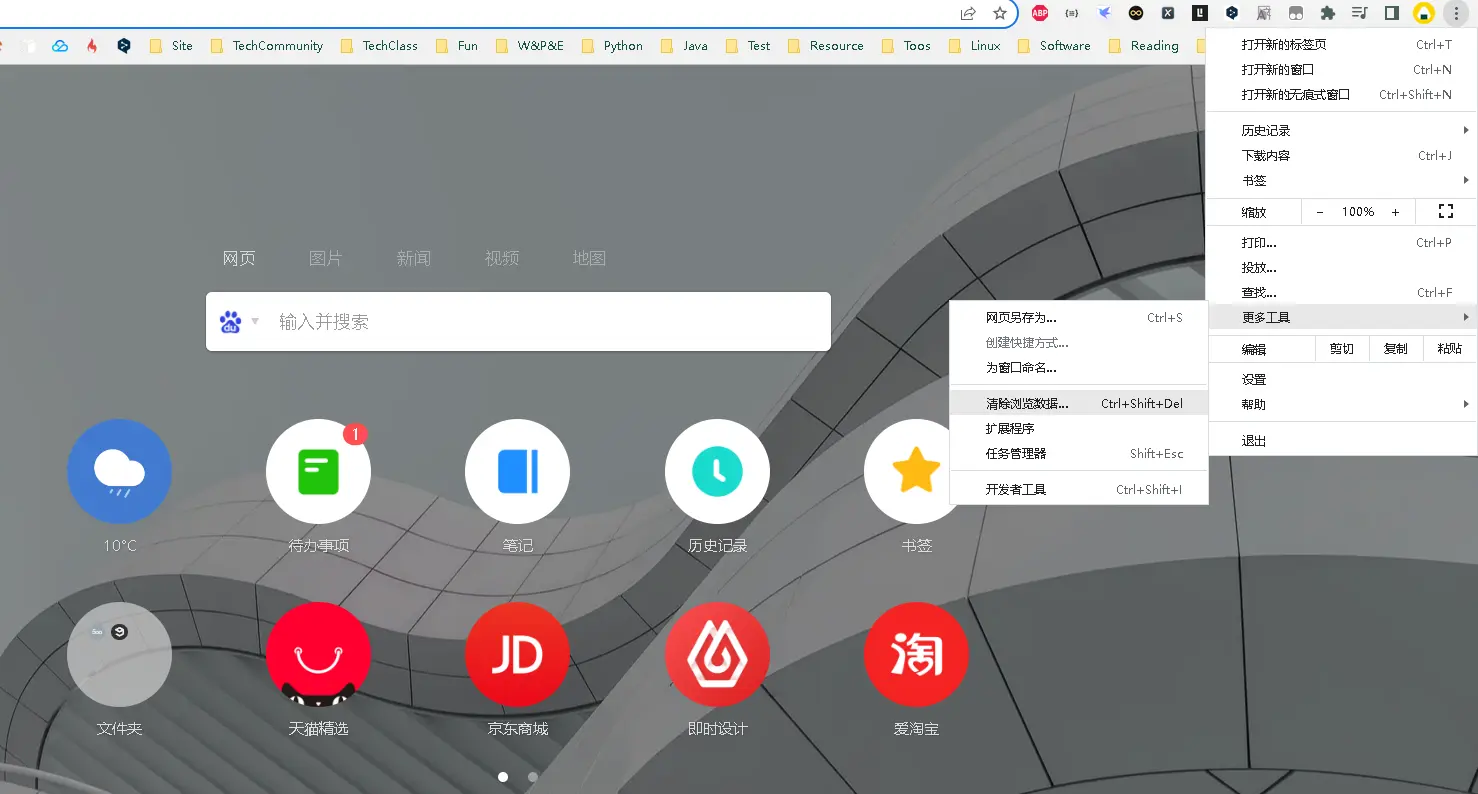 ABP
Site
TechCommunity
TechClass
Fun
W&P&E
Python
Java
Test
Resource
Toos
Linux
Software
Reading
打开新的标签页 Ctrl+T
打开新的窗口 Ctrl+N
打开新的无痕式窗口 Ctrl+Shift+N
历史记录
下载内容 Ctrl+J
书签
缩放 － 100% +
打印... Ctrl+P
投放...
查找... Ctrl+F
更多工具
编辑 剪切 复制 粘贴
设置
帮助
退出
网页另存为... Ctrl+S
创建快捷方式...
为窗口命名...
清除浏览数据... Ctrl+Shift+Del
扩展程序
任务管理器 Shift+Esc
开发者工具 Ctrl+Shift+I
网页 图片 新闻 视频 地图
du 输入并搜索
1
10°C 待办事项 笔记 历史记录 书签
JD 淘
文件夹 天猫精选 京东商城 即时设计 爱淘宝